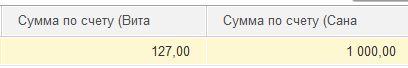 Сумма по счету (Вита Сумма по счету (Сана
127,00 1 000,00